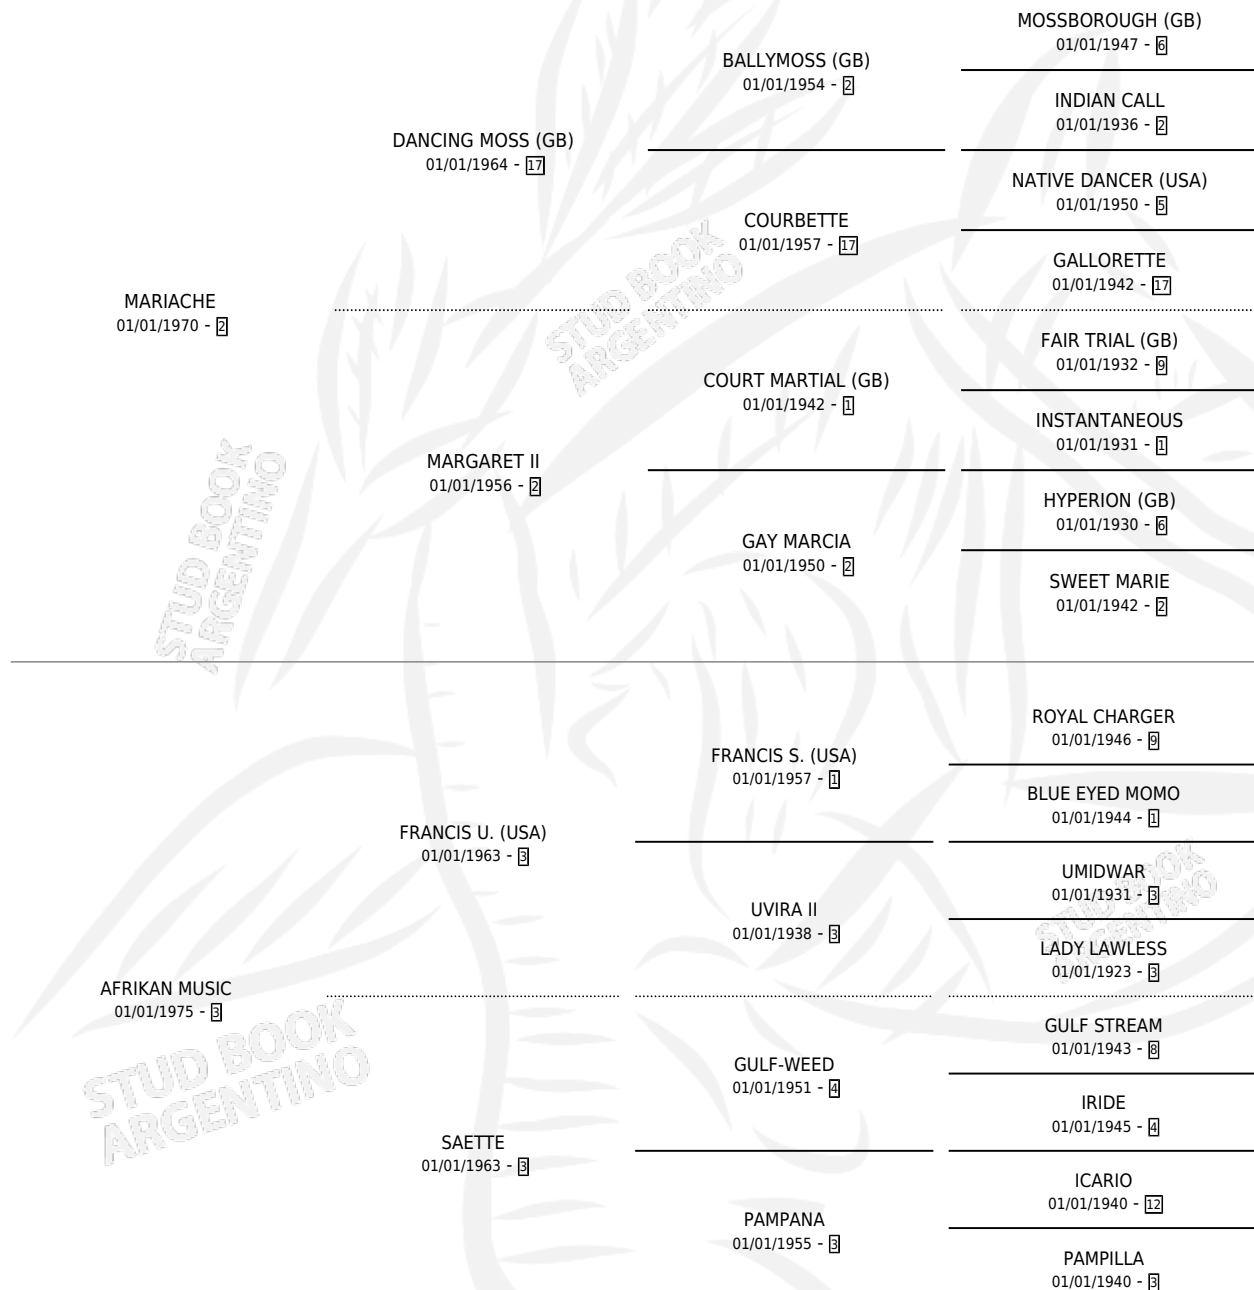 MOSSBOROUGH (GB)
01/01/1947 - 6
BALLYMOSS (GB)
01/01/1954 - 2
INDIAN CALL
01/01/1936 - 2
DANCING MOSS (GB)
01/01/1964 - 17
NATIVE DANCER (USA)
01/01/1950 - 5
COURBETTE
01/01/1957 - 17
GALLORETTE
01/01/1942 - 17
MARIACHE
01/01/1970 - 2
STUD BOOK
ARGENTINO
FAIR TRIAL (GB)
01/01/1932 - 9
COURT MARTIAL (GB)
01/01/1942 - 1
INSTANTANEOUS
01/01/1931 - 1
MARGARET II
01/01/1956 - 2
HYPERION (GB)
01/01/1930 - 6
GAY MARCIA
01/01/1950 - 2
SWEET MARIE
01/01/1942 - 2
STUD BOOK
ARGENTINO
ROYAL CHARGER
01/01/1946 - 9
FRANCIS S. (USA)
01/01/1957 - 1
BLUE EYED MOMO
01/01/1944 - 1
FRANCIS U. (USA)
01/01/1963 - 3
UMIDWAR
01/01/1931 - 3
UVIRA II
01/01/1938 - 3
LADY LAWLESS
01/01/1923 - 3
STUD BOOK
ARGENTINO
AFRIKAN MUSIC
01/01/1975 - 3
GULF STREAM
01/01/1943 - 8
GULF-WEED
01/01/1951 - 4
IRIDE
01/01/1945 - 4
STUD BOOK
ARGENTINO
SAETTE
01/01/1963 - 3
ICARIO
01/01/1940 - 12
PAMPANA
01/01/1955 - 3
PAMPILLA
01/01/1940 - 3